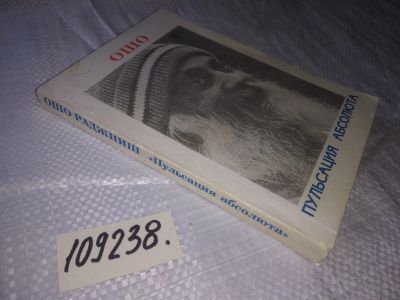 ОШО
ПУЛЬСАЦИЯ АБСОЛЮТА
ОШО РАДЖНИШ «Пульсация абсолюта»
109238.